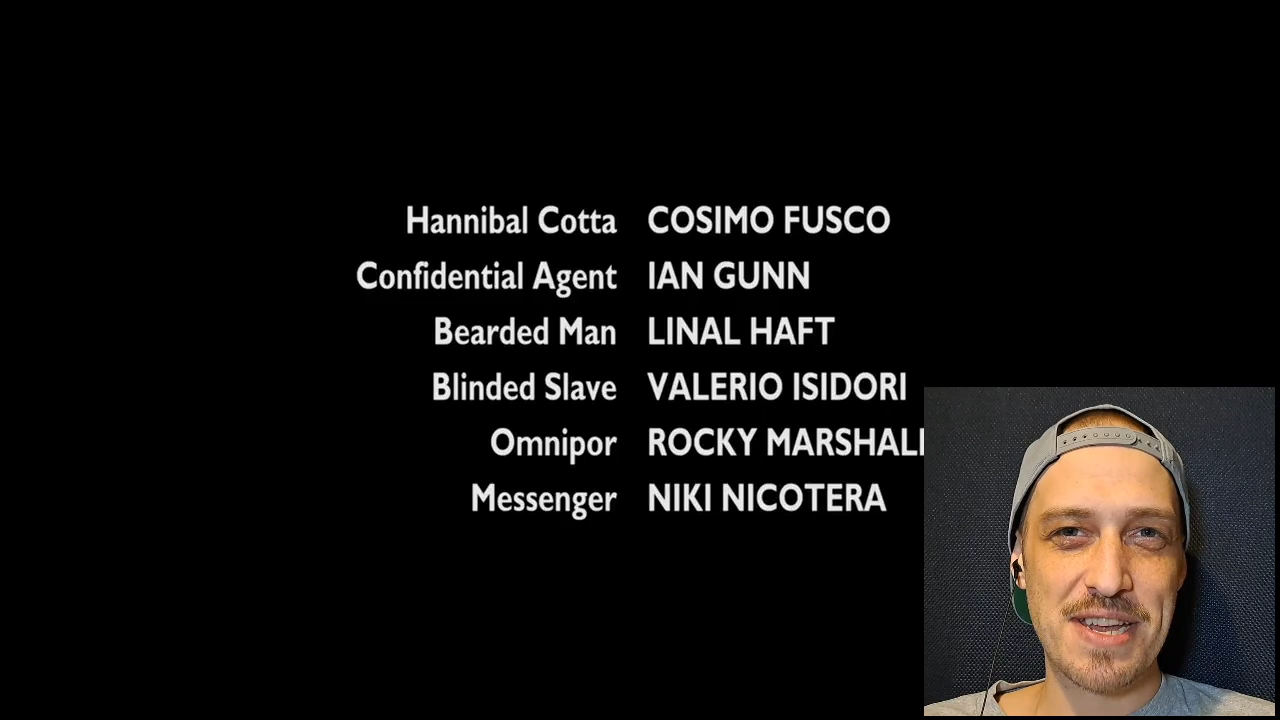 Hannibal Cotta COSIMO FUSCO
Confidential Agent IAN GUNN
Bearded Man LINAL HAFT
Blinded Slave VALERIO ISIDORI
Omnipor ROCKY MARSHALL
Messenger NIKI NICOTERA